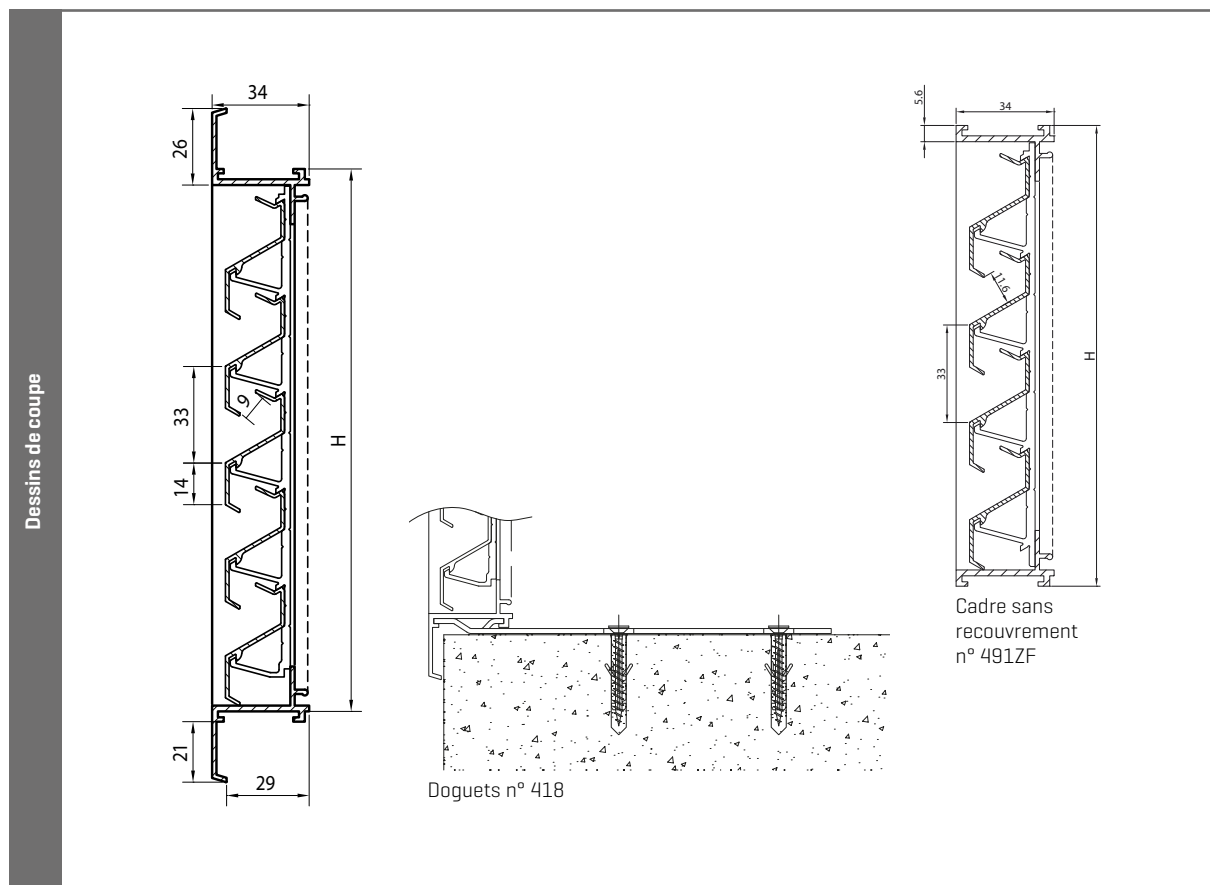 Dessins de coupe
34
26
33
14
9
H
21
29
Doguets n° 418
5.6
34
11.6
33
H
Cadre sans
recouvrement
n° 491ZF